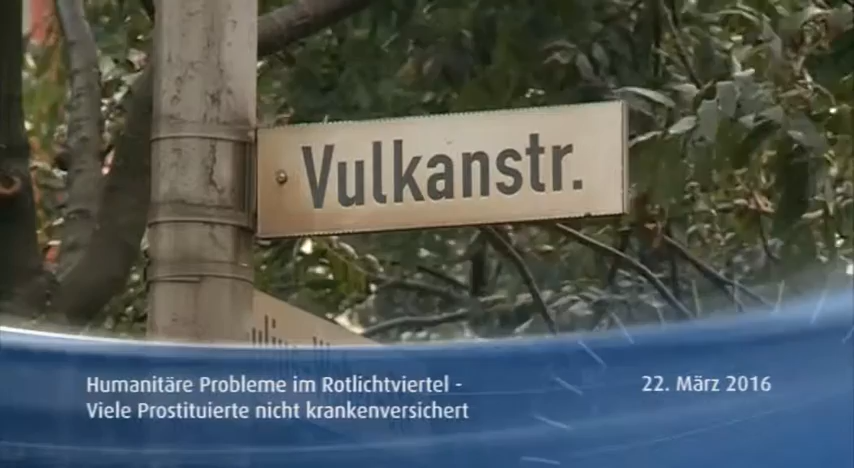 Vulkanstr.
Humanitäre Probleme im Rotlichtviertel -
Viele Prostituierte nicht krankenversichert
22. März 2016